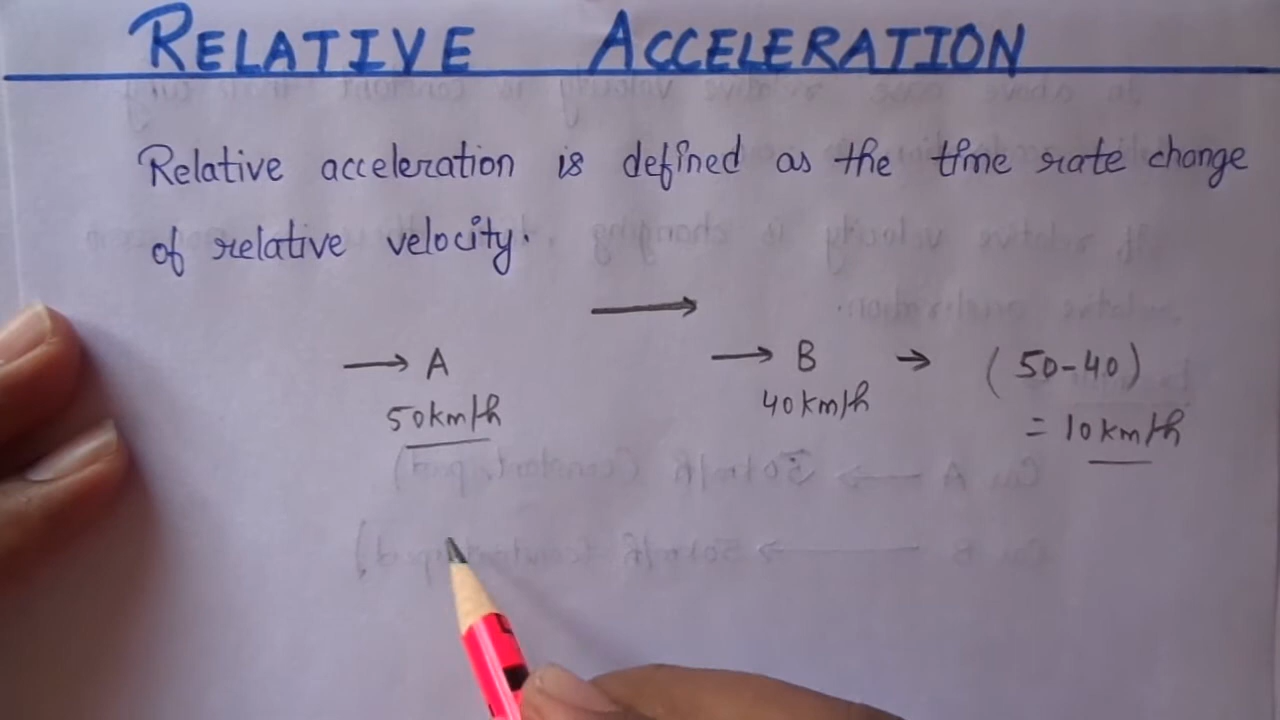 RELATIVE ACCELERATION
Relative acceleration is defined as the time rate change
of relative velocity.
→
→ A → B → (50-40)
50km/h 40km/h = 10km/h